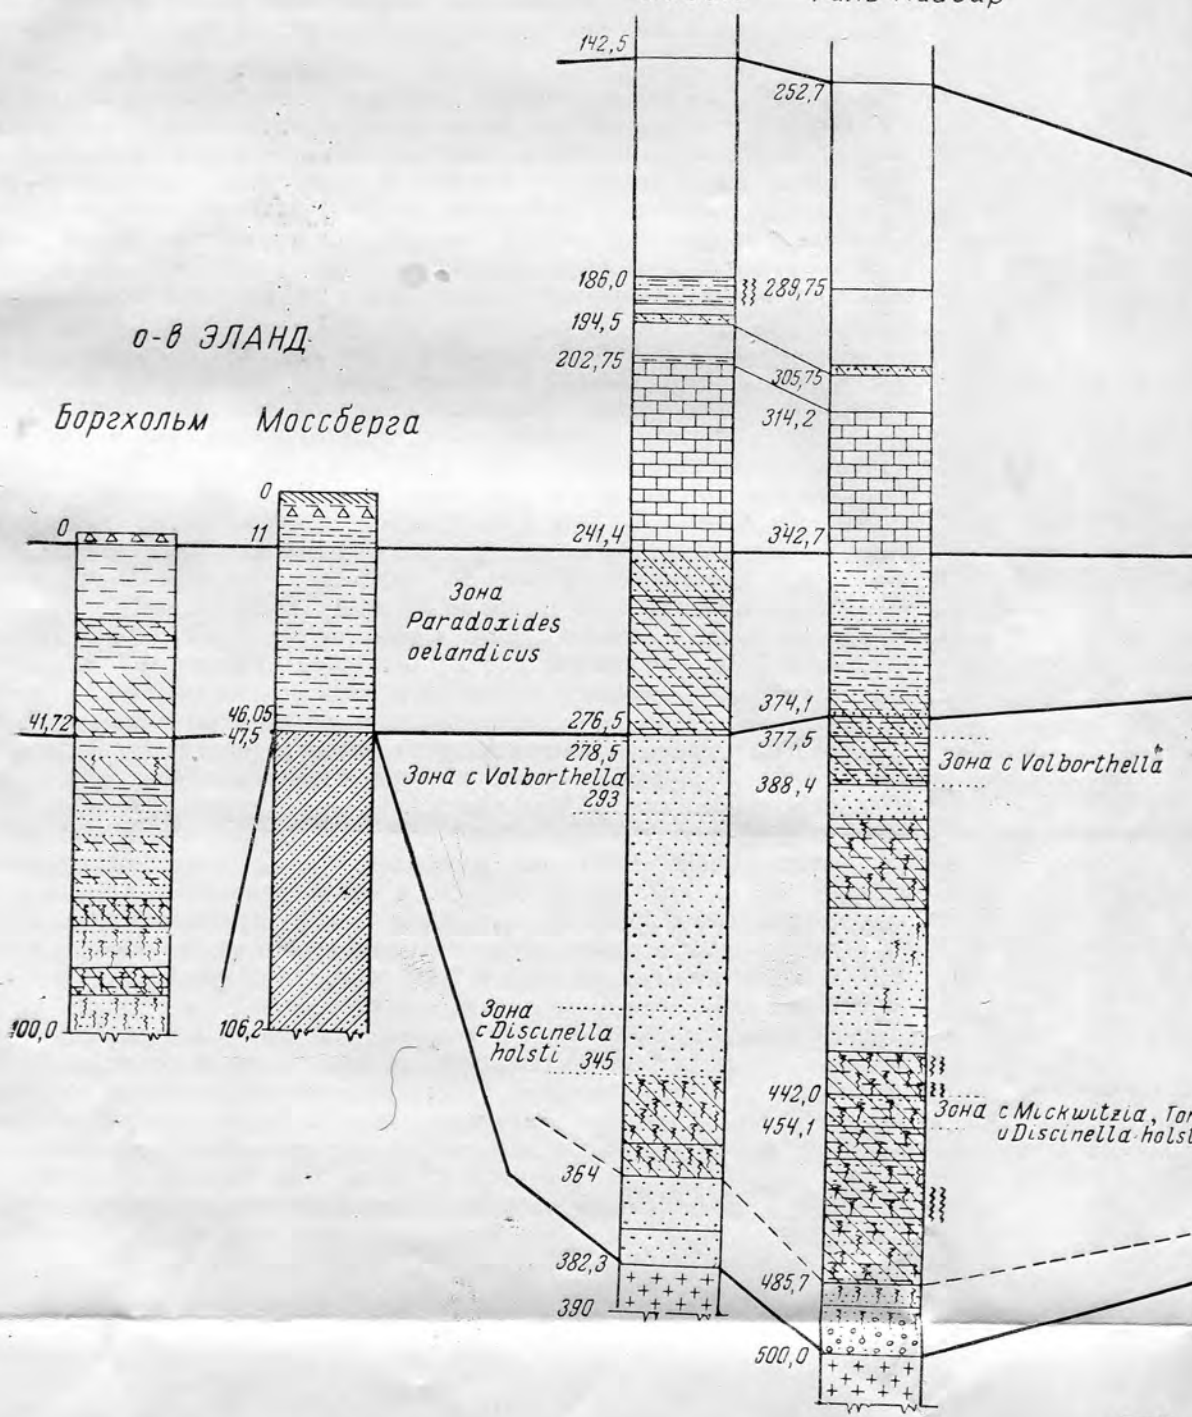 142,5
252,7
186,0
289,75
194,5
202,75
305,75
314,2
о-в ЭЛАНД
Боргхольм Моссберга
0
0
11
241,4
342,7
Зона
Paradoxides
oelandicus
41,72
46,05
47,5
276,5
278,5
374,1
377,5
Зона с Volborthella
293
388,4
Зона с Volborthella
Зона
с Discinella
holsti 345
100,0
106,2
442,0
454,1
Зона с Mickwitzia, Tor
и Discinella holst
364
382,3
390
485,7
500,0